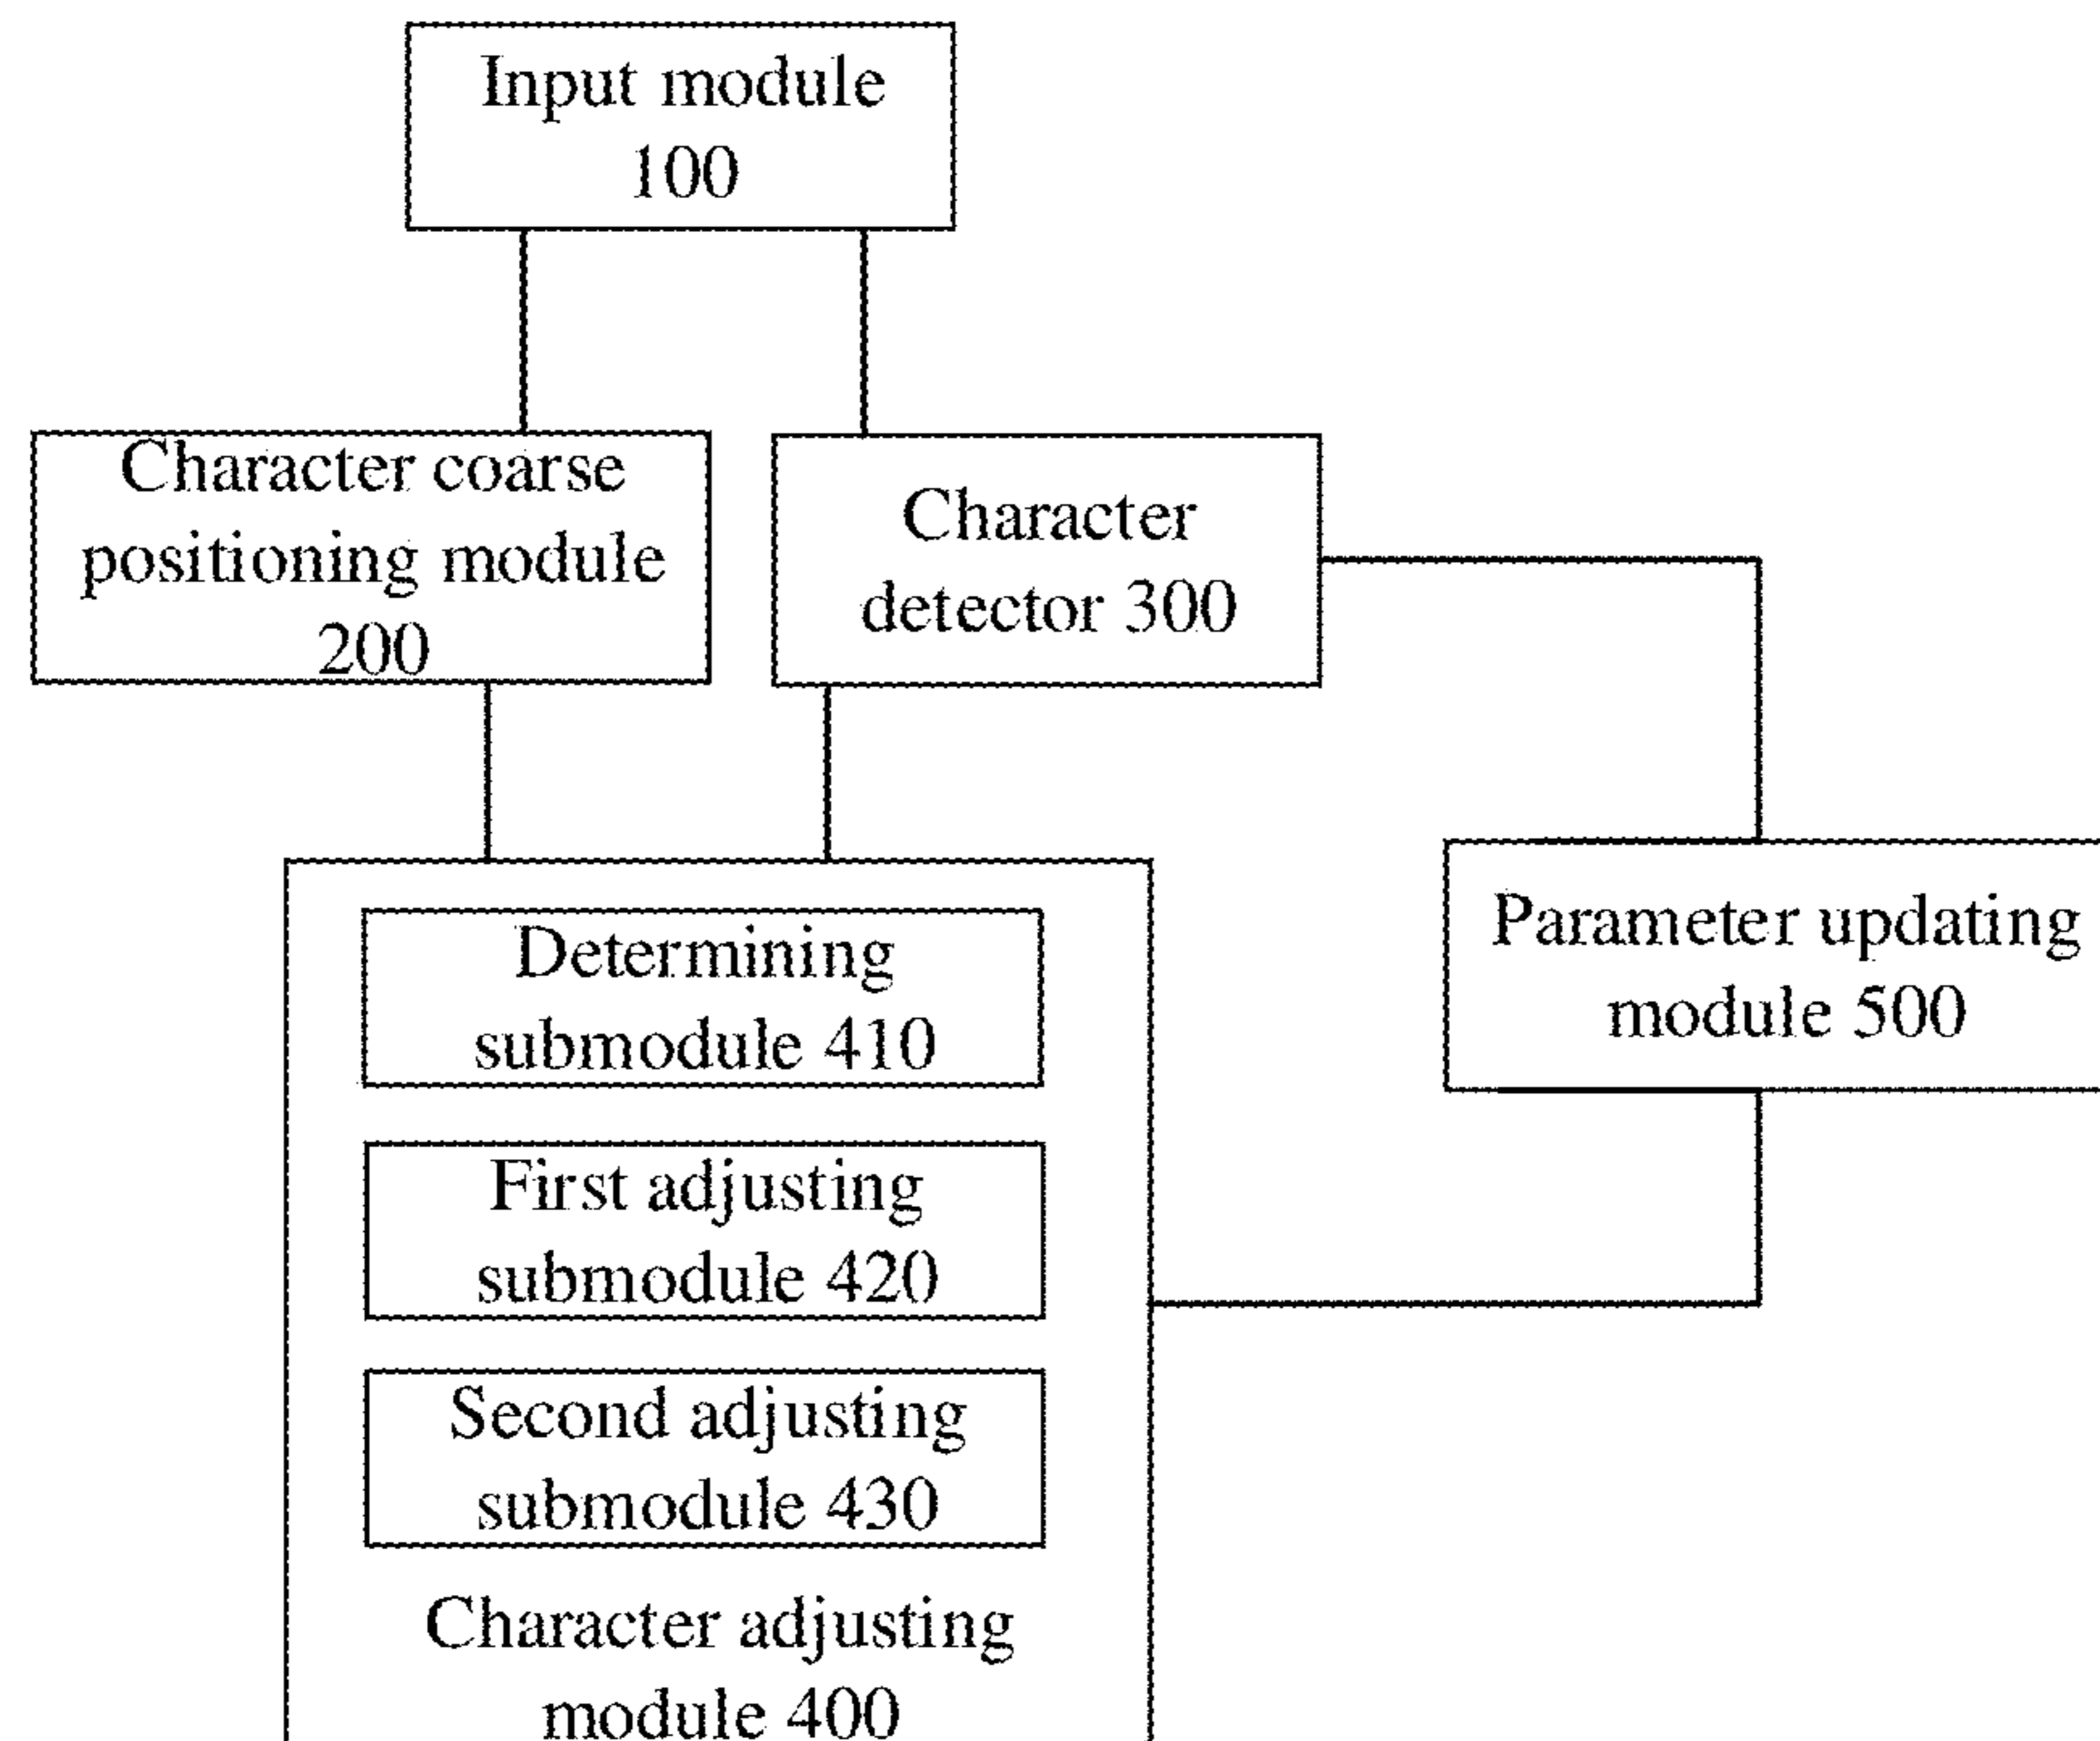 Input module
100
Character coarse
positioning module
200
Character
detector 300
Determining
submodule 410
First adjusting
submodule 420
Second adjusting
submodule 430
Character adjusting
module 400
Parameter updating
module 500